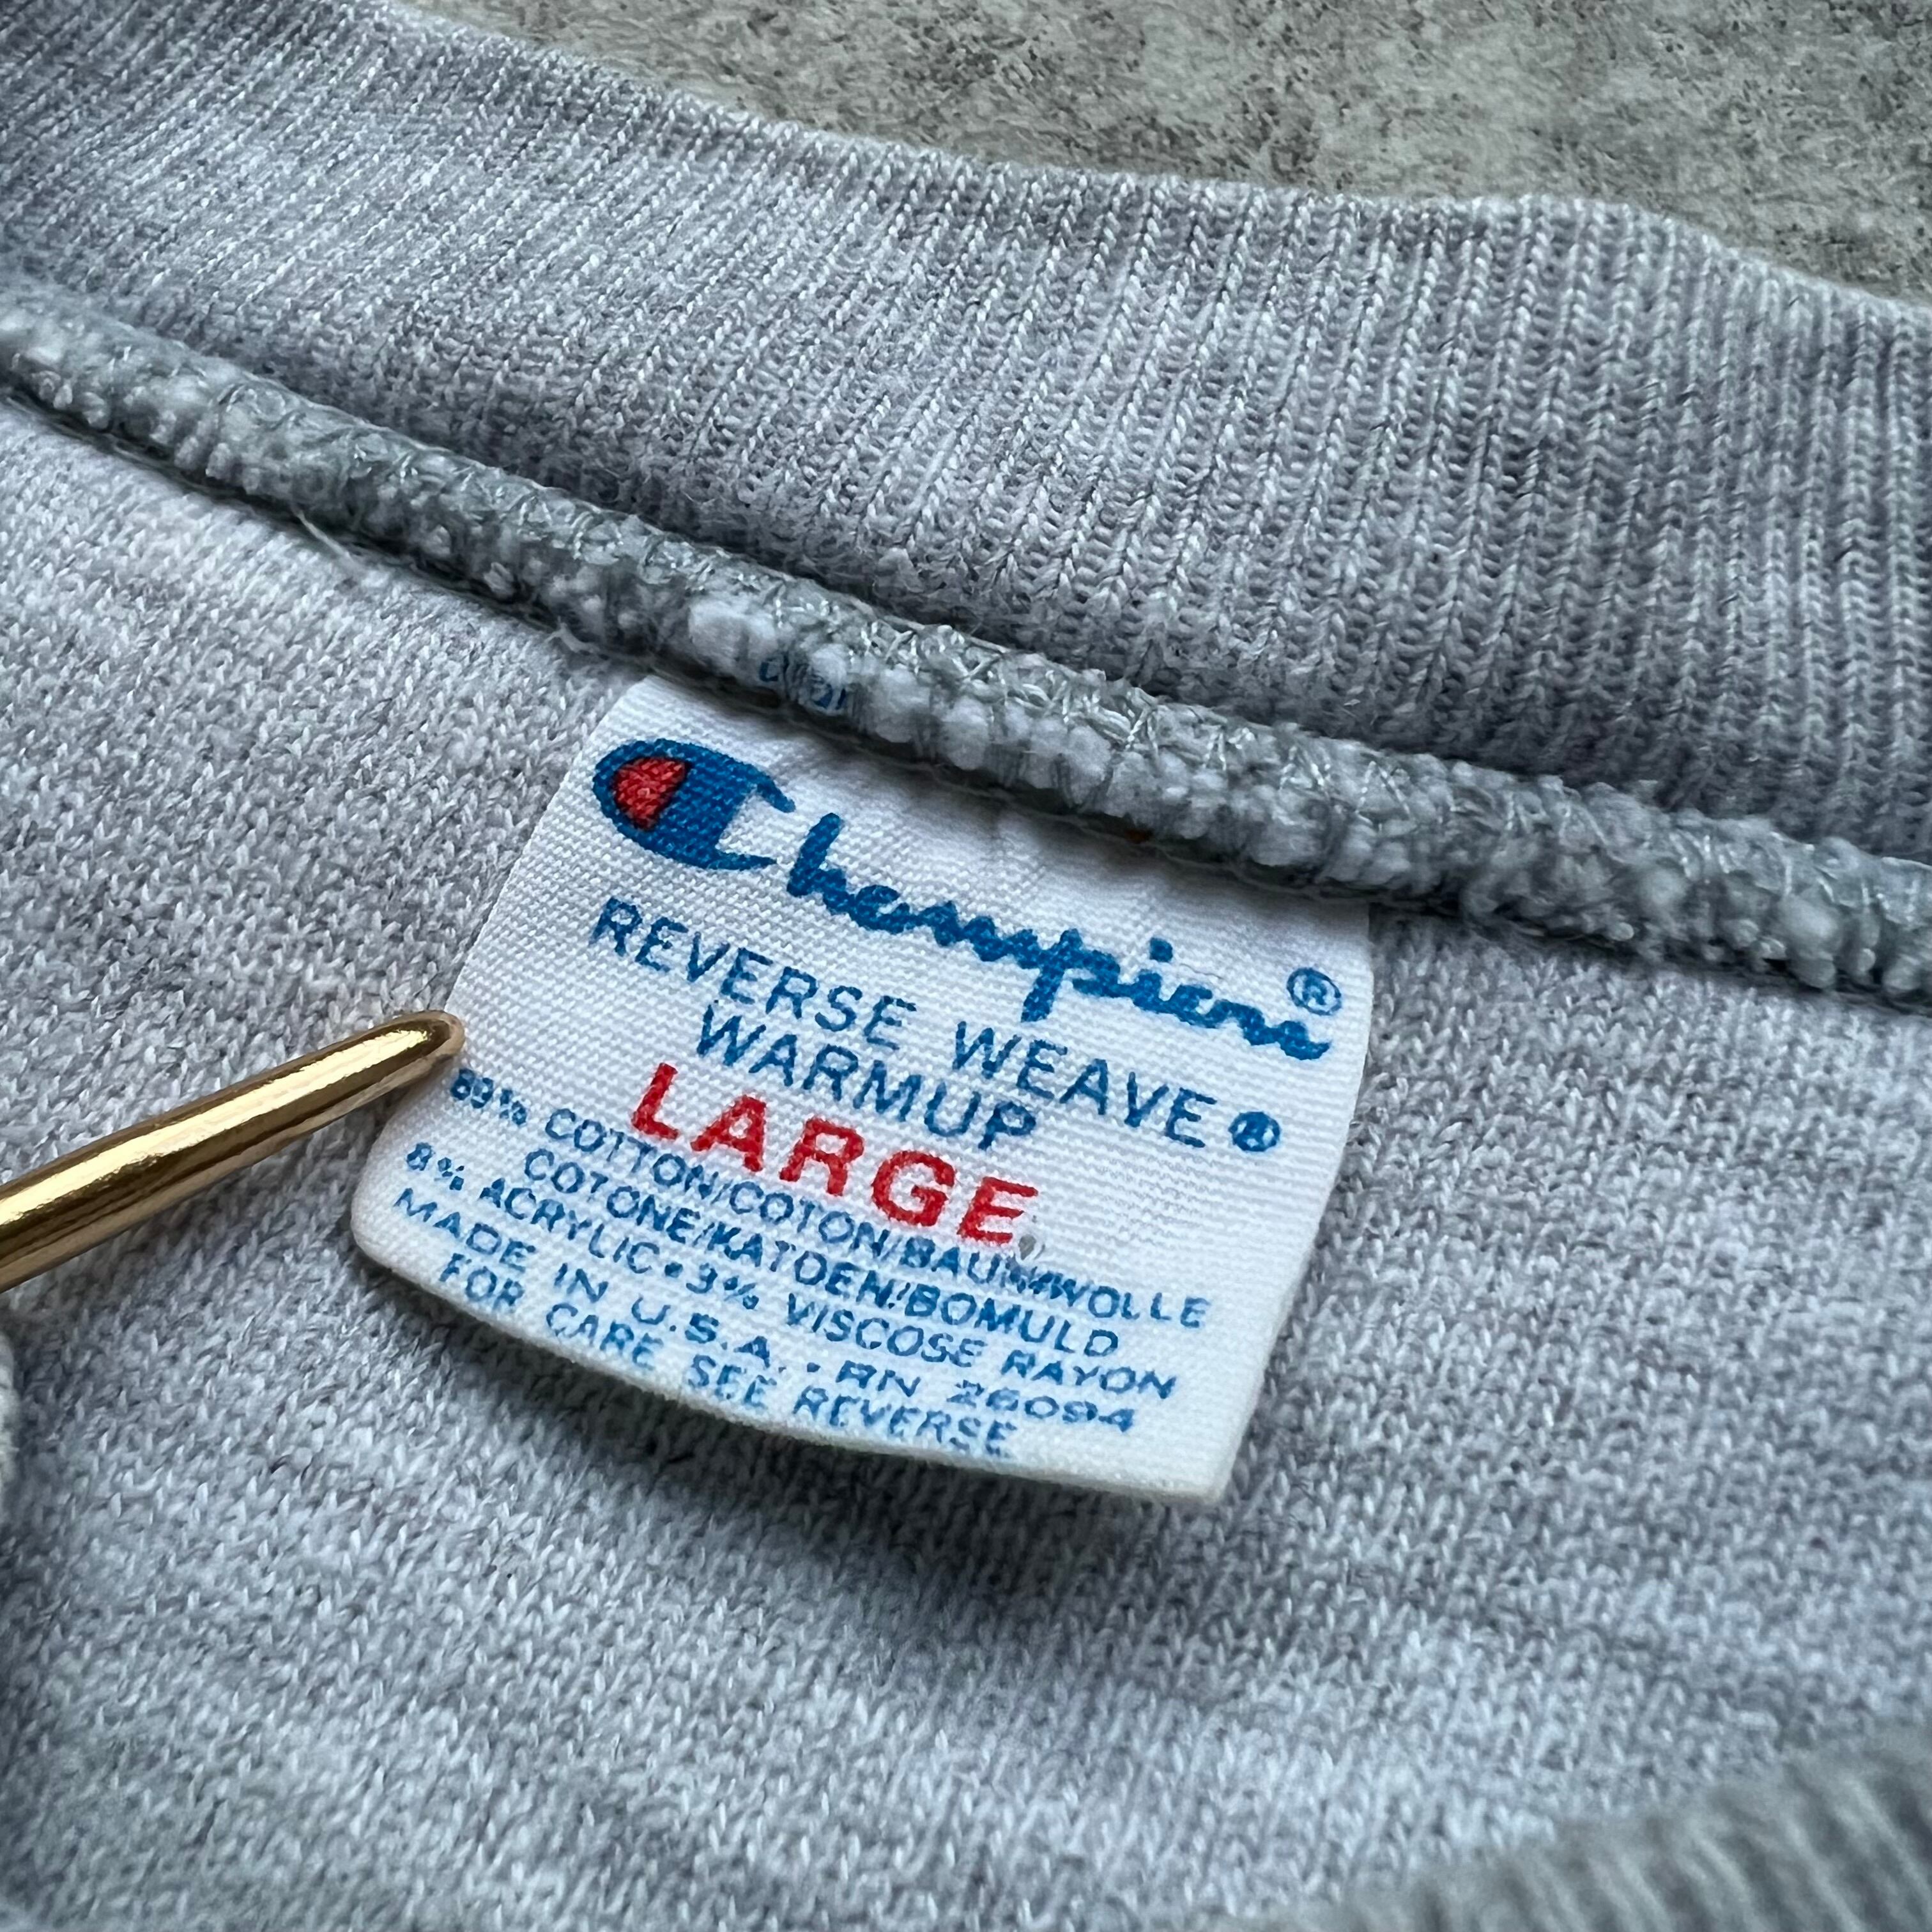 Champion®
REVERSE WEAVE®
WARMUP
LARGE
89% COTTON/COTON/BAUMWOLLE
COTONE/KATOEN/BOMULD
8% ACRYLIC • 3% VISCOSE RAYON
MADE IN U.S.A. • RN 26094
FOR CARE SEE REVERSE